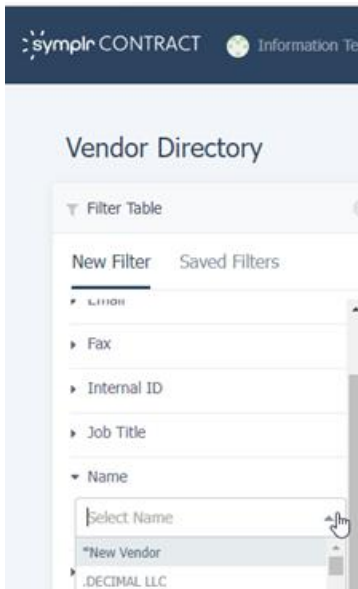 symplr CONTRACT Information Te
Vendor Directory
Filter Table
New Filter Saved Filters
Email
Fax
Internal ID
Job Title
Name
Select Name
*New Vendor
.DECIMAL LLC